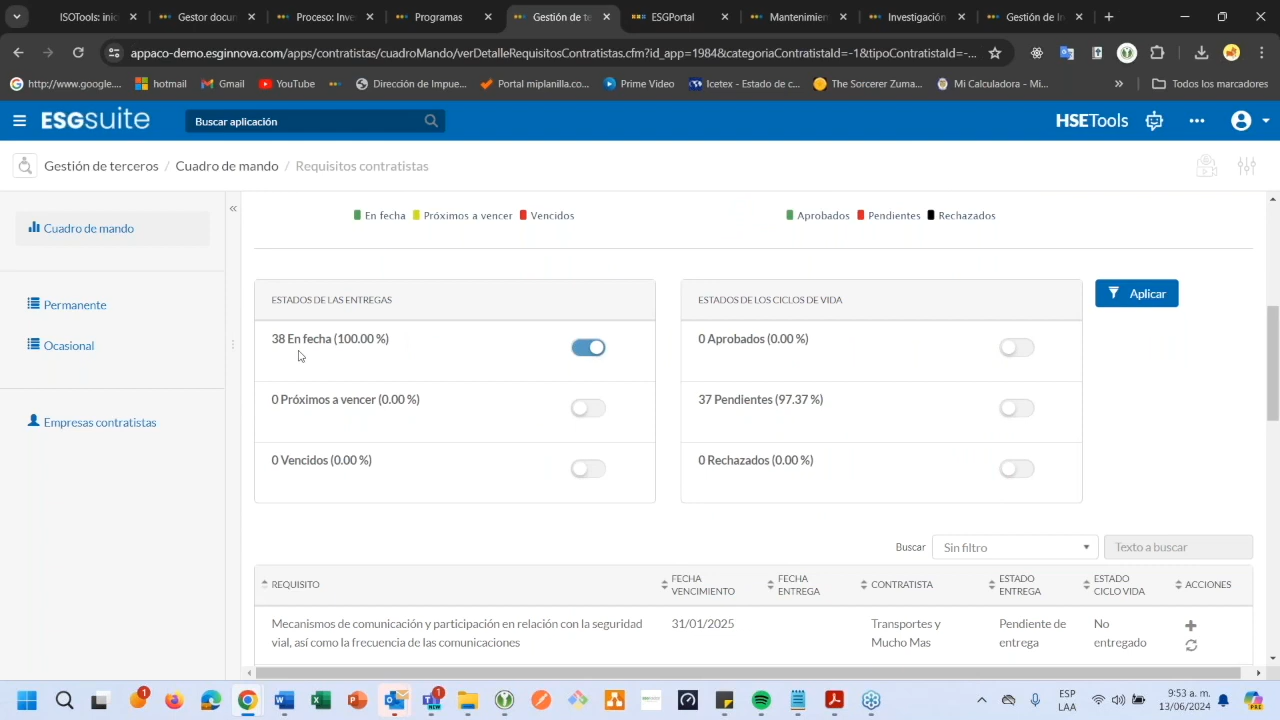 ISOTools: inic
Gestor docun
Proceso: Inve
Programas
Gestión de te
ESGPortal
Mantenimien
Investigación
Gestión de In
appaco-demo.esginnova.com/apps/contratistas/cuadroMando/verDetalleRequisitosContratistas.cfm?id_app=1984&categoriaContratistaId=-1&tipoContratistaId=-...
http://www.google...
hotmail
Gmail
YouTube
Dirección de Impue...
Portal miplanilla.co...
Prime Video
Icetex - Estado de c...
The Sorcerer Zuma...
Mi Calculadora - Mi...
»
Todos los marcadores
ESGsuite
Buscar aplicación
HSETools
Gestión de terceros / Cuadro de mando / Requisitos contratistas
«
Cuadro de mando
Permanente
Ocasional
Empresas contratistas
En fecha Próximos a vencer Vencidos
Aprobados Pendientes Rechazados
ESTADOS DE LAS ENTREGAS
38 En fecha (100.00 %)
0 Próximos a vencer (0.00 %)
0 Vencidos (0.00 %)
ESTADOS DE LOS CICLOS DE VIDA
0 Aprobados (0.00 %)
37 Pendientes (97.37 %)
0 Rechazados (0.00 %)
Aplicar
Buscar Sin filtro Texto a buscar
REQUISITO
FECHA
VENCIMIENTO
FECHA
ENTREGA
CONTRATISTA
ESTADO
ENTREGA
ESTADO
CICLO VIDA
ACCIONES
Mecanismos de comunicación y participación en relación con la seguridad
vial, así como la frecuencia de las comunicaciones
31/01/2025
Transportes y
Mucho Mas
Pendiente de
entrega
No
entregado
1
1
ESP
LAA
9:53 a. m.
13/06/2024